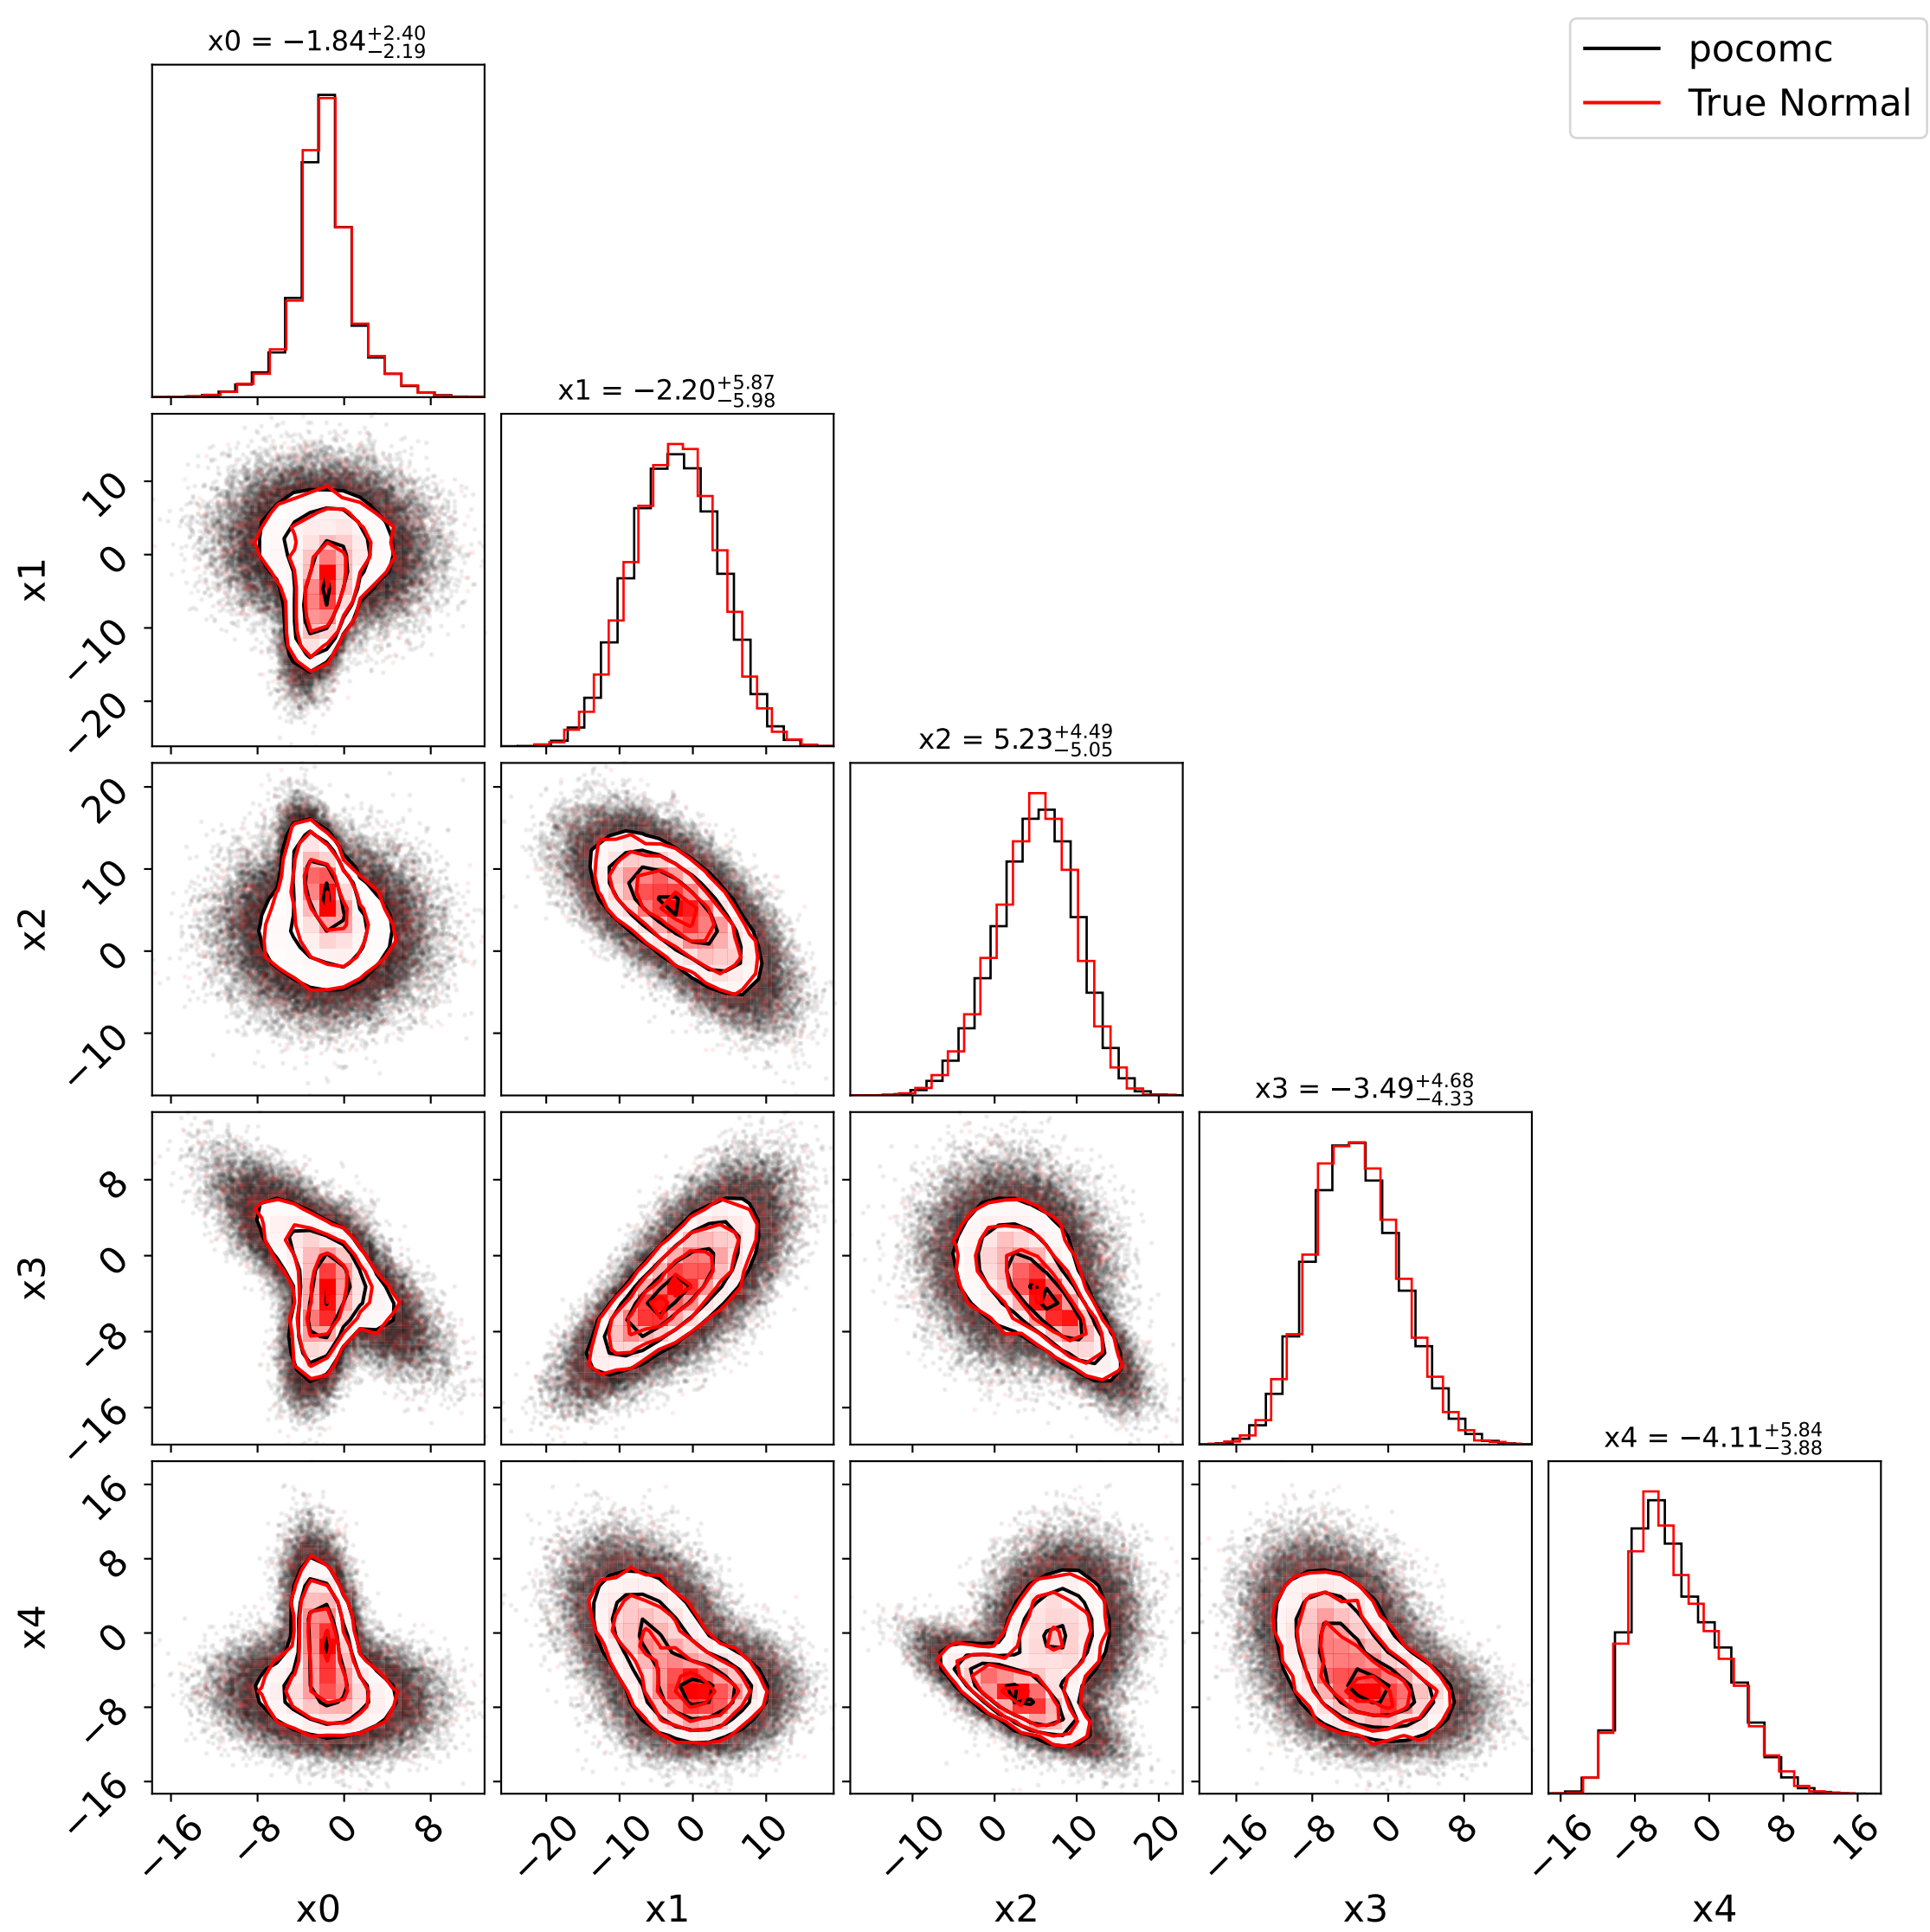 pocomc
True Normal
x0 = −1.84+2.40−2.19
x1 = −2.20+5.87−5.98
x2 = 5.23+4.49−5.05
x3 = −3.49+4.68−4.33
x4 = −4.11+5.84−3.88
x1
10
0
−10
−20
x2
20
10
0
−10
x3
8
0
−8
−16
x4
16
8
0
−8
−16
−16 −8 0 8
−20 −10 0 10
−10 0 10 20
−16 −8 0 8
−16 −8 0 8 16
x0 x1 x2 x3 x4